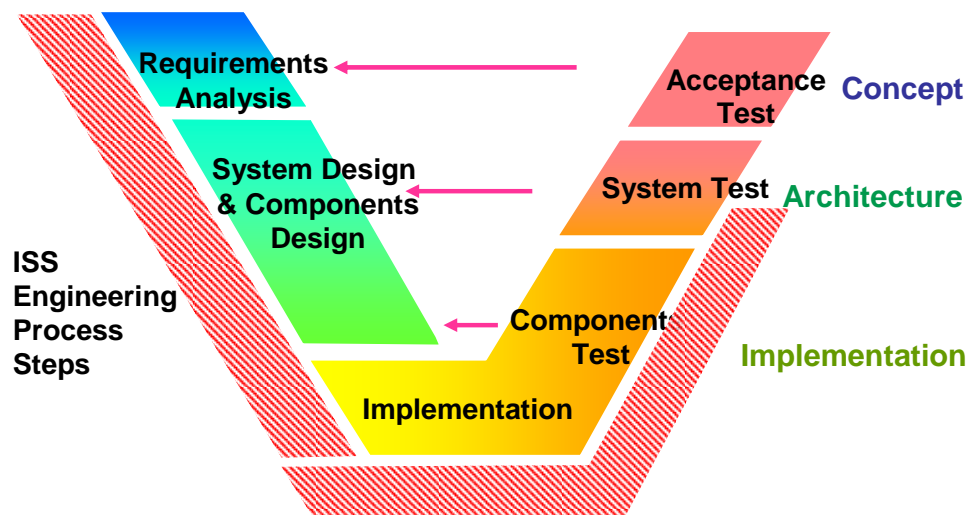 Requirements
Analysis
Acceptance
Test
Concept
System Design
& Components
Design
System Test
Architecture
ISS
Engineering
Process
Steps
Components
Test
Implementation
Implementation